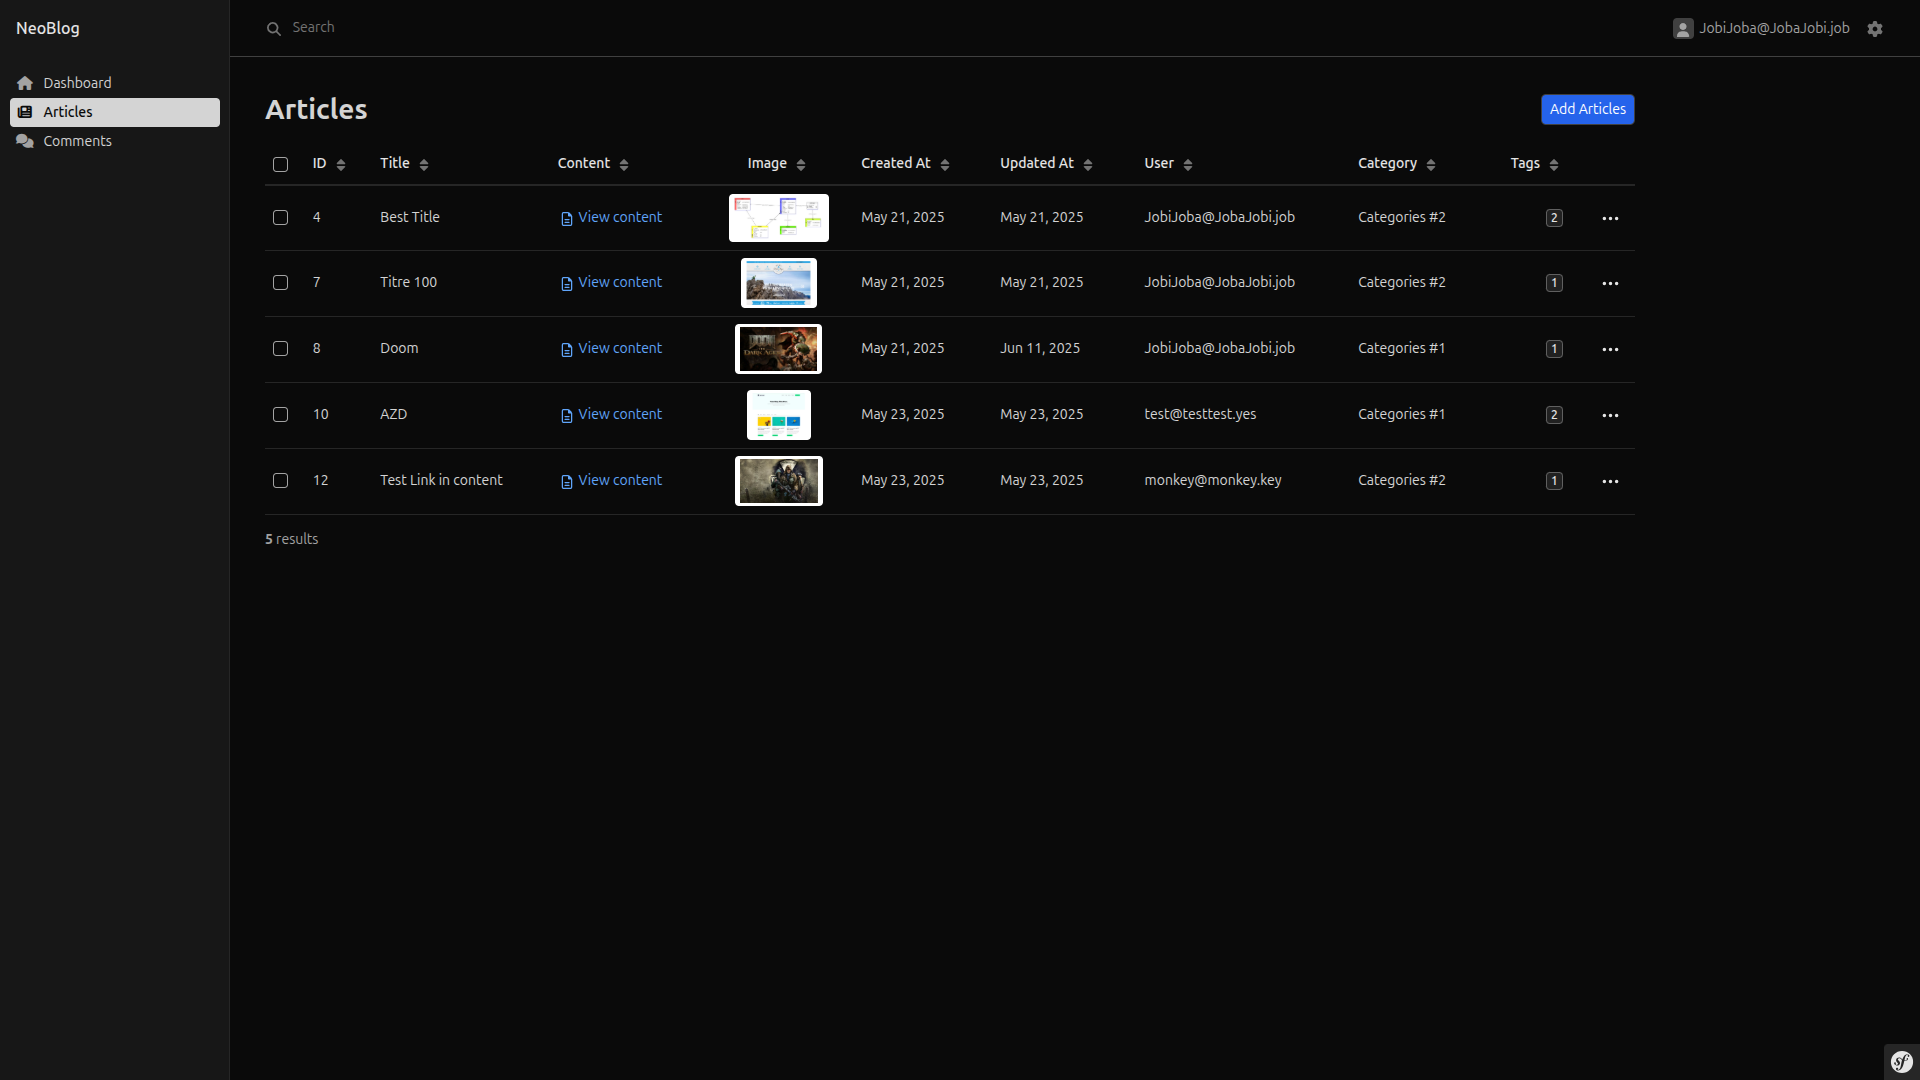 NeoBlog
Search
JobiJoba@JobaJobi.job
Dashboard
Articles
Comments
Articles
Add Articles
ID Title Content Image Created At Updated At User Category Tags
4 Best Title View content May 21, 2025 May 21, 2025 JobiJoba@JobaJobi.job Categories #2 2
7 Titre 100 View content May 21, 2025 May 21, 2025 JobiJoba@JobaJobi.job Categories #2 1
8 Doom View content DOOM May 21, 2025 Jun 11, 2025 JobiJoba@JobaJobi.job Categories #1 1
10 AZD View content May 23, 2025 May 23, 2025 test@testtest.yes Categories #1 2
12 Test Link in content View content May 23, 2025 May 23, 2025 monkey@monkey.key Categories #2 1
5 results
sf